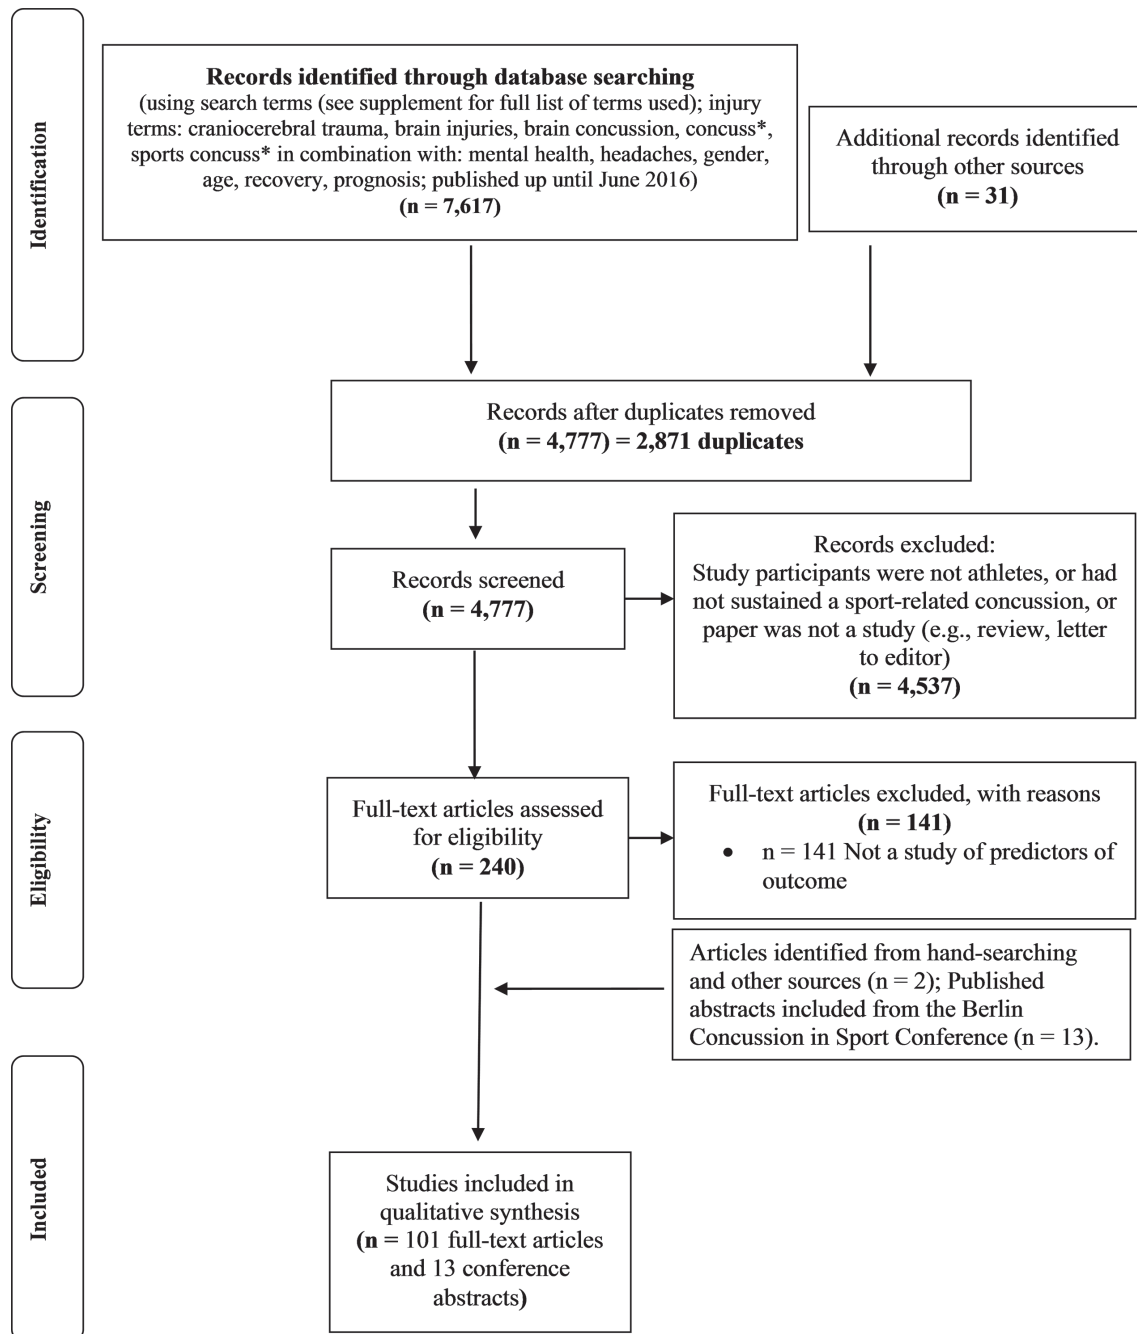 Identification
Records identified through database searching
(using search terms (see supplement for full list of terms used); injury
terms: craniocerebral trauma, brain injuries, brain concussion, concuss*,
sports concuss* in combination with: mental health, headaches, gender,
age, recovery, prognosis; published up until June 2016)
(n = 7,617)
Additional records identified
through other sources
(n = 31)
Screening
Records after duplicates removed
(n = 4,777) = 2,871 duplicates
Records screened
(n = 4,777)
Records excluded:
Study participants were not athletes, or had
not sustained a sport-related concussion, or
paper was not a study (e.g., review, letter
to editor)
(n = 4,537)
Eligibility
Full-text articles assessed
for eligibility
(n = 240)
Full-text articles excluded, with reasons
(n = 141)
• n = 141 Not a study of predictors of
outcome
Articles identified from hand-searching
and other sources (n = 2); Published
abstracts included from the Berlin
Concussion in Sport Conference (n = 13).
Included
Studies included in
qualitative synthesis
(n = 101 full-text articles
and 13 conference
abstracts)